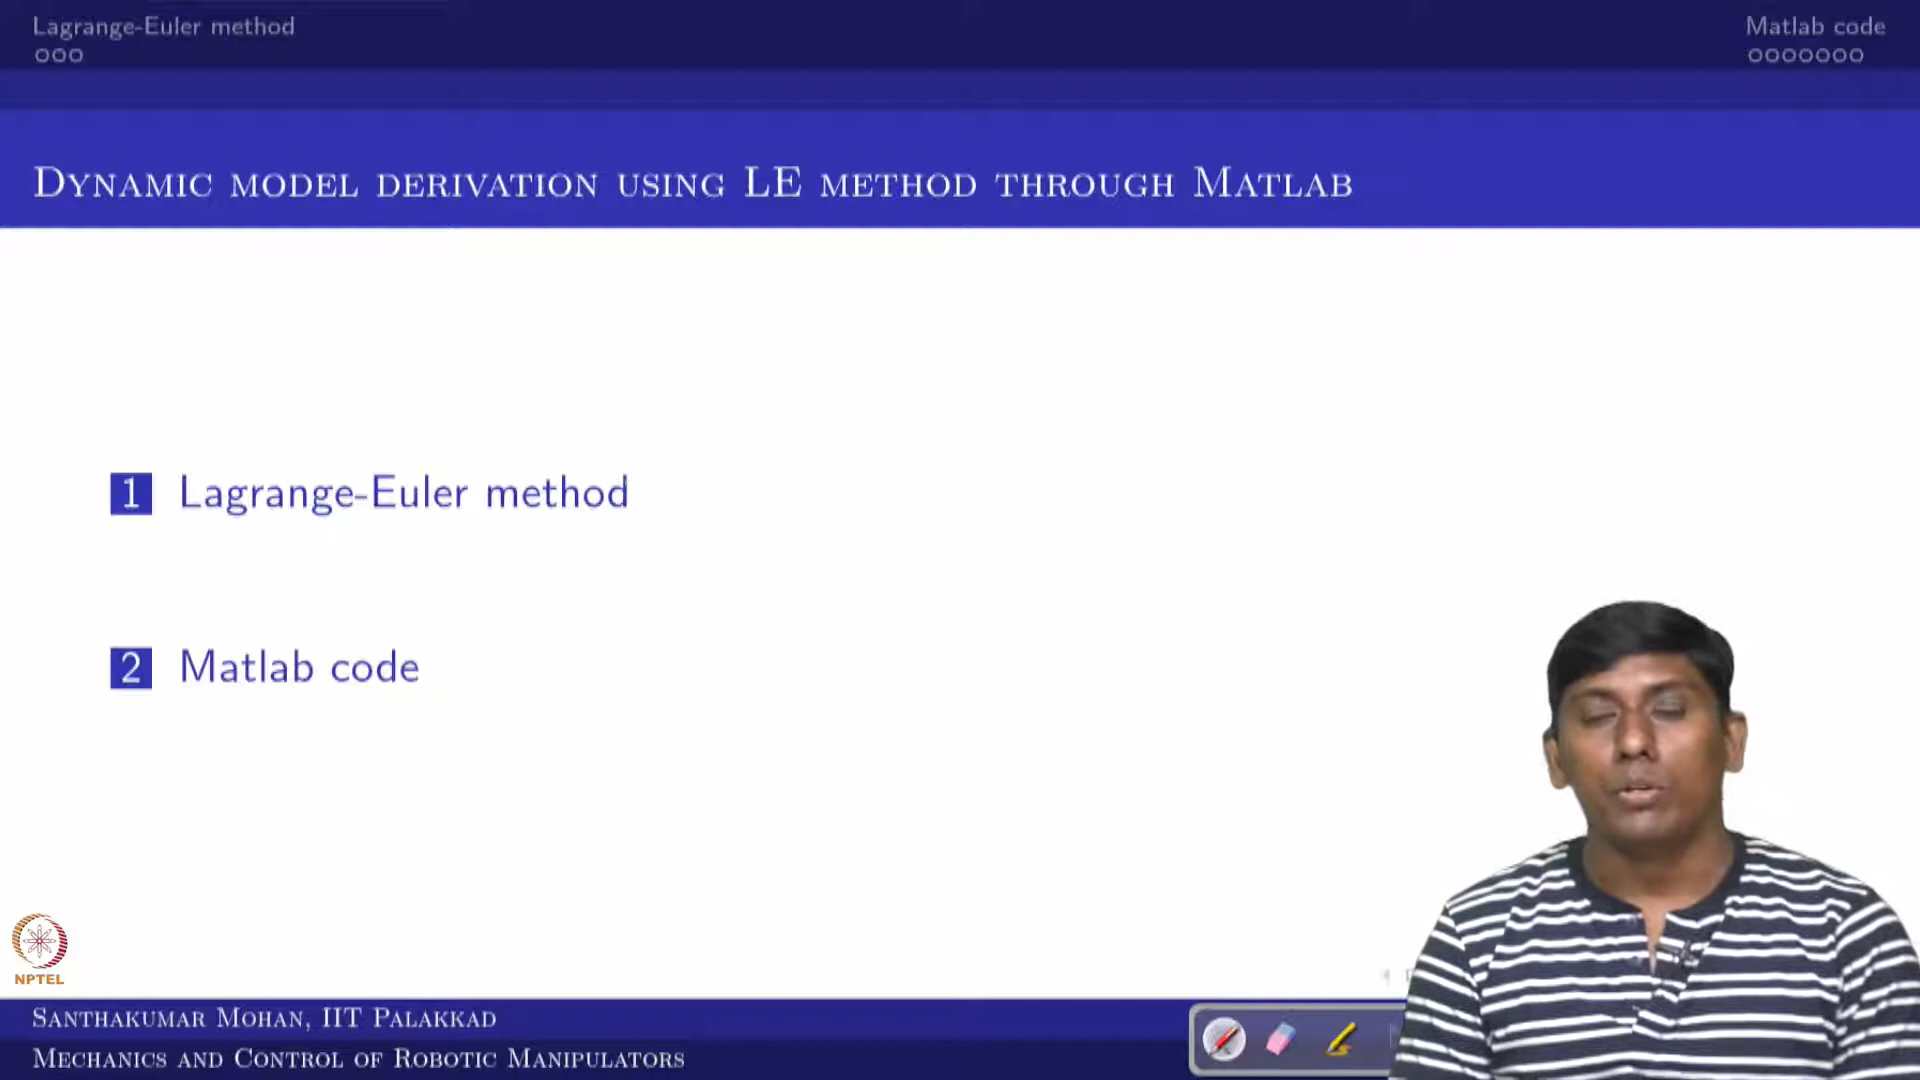 Lagrange-Euler method
Matlab code
DYNAMIC MODEL DERIVATION USING LE METHOD THROUGH MATLAB
1 Lagrange-Euler method
2 Matlab code
NPTEL
SANTHAKUMAR MOHAN, IIT PALAKKAD
MECHANICS AND CONTROL OF ROBOTIC MANIPULATORS